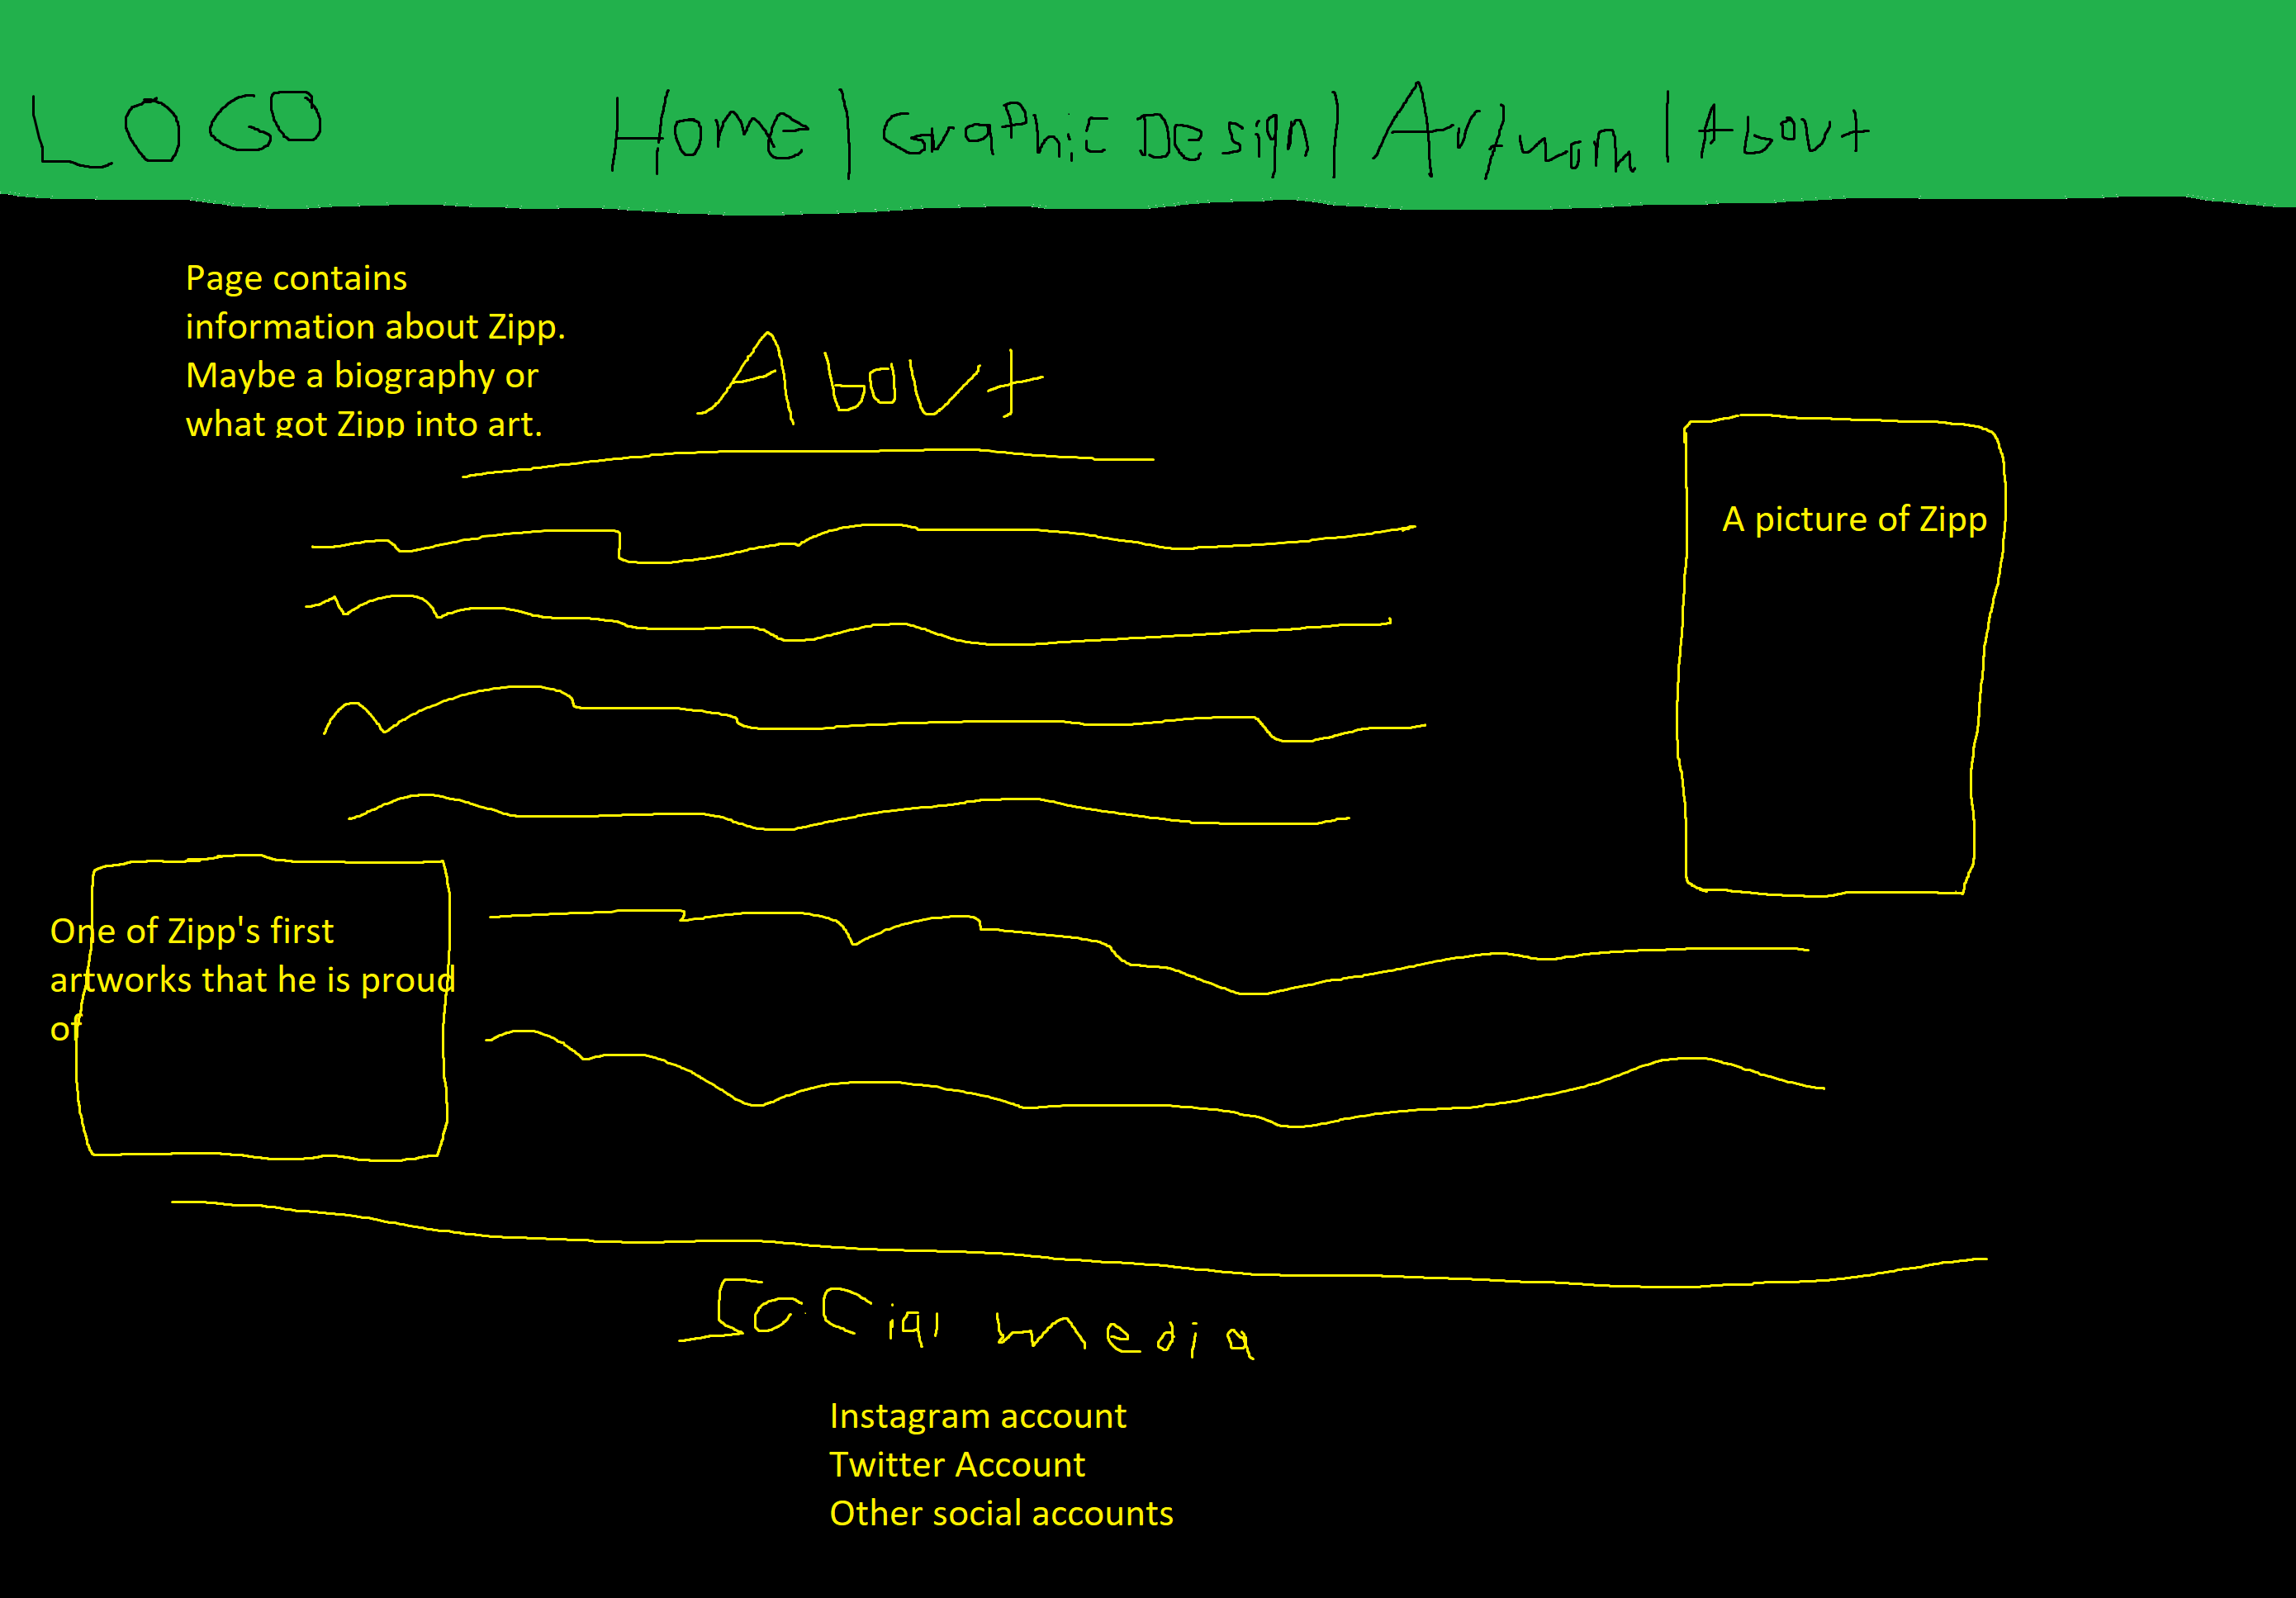 LOGO
Home | Graphic Design | Artwork | About
Page contains
information about Zipp.
Maybe a biography or
what got Zipp into art.
About
A picture of Zipp
One of Zipp's first
artworks that he is proud
of
Social media
Instagram account
Twitter Account
Other social accounts